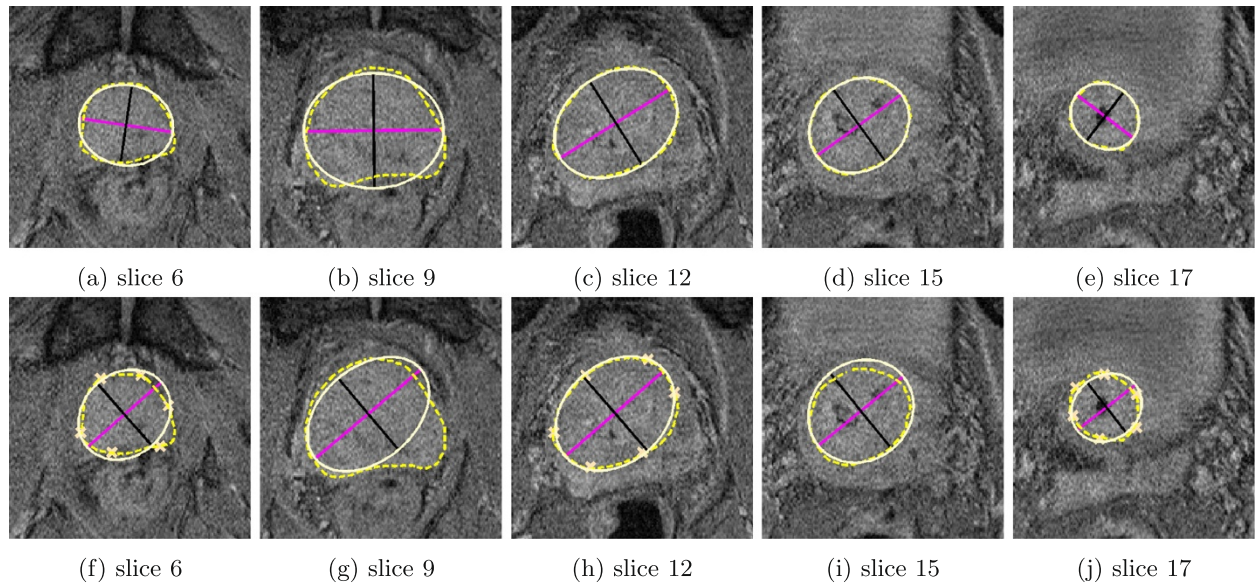 (a) slice 6
(b) slice 9
(c) slice 12
(d) slice 15
(e) slice 17
(f) slice 6
(g) slice 9
(h) slice 12
(i) slice 15
(j) slice 17